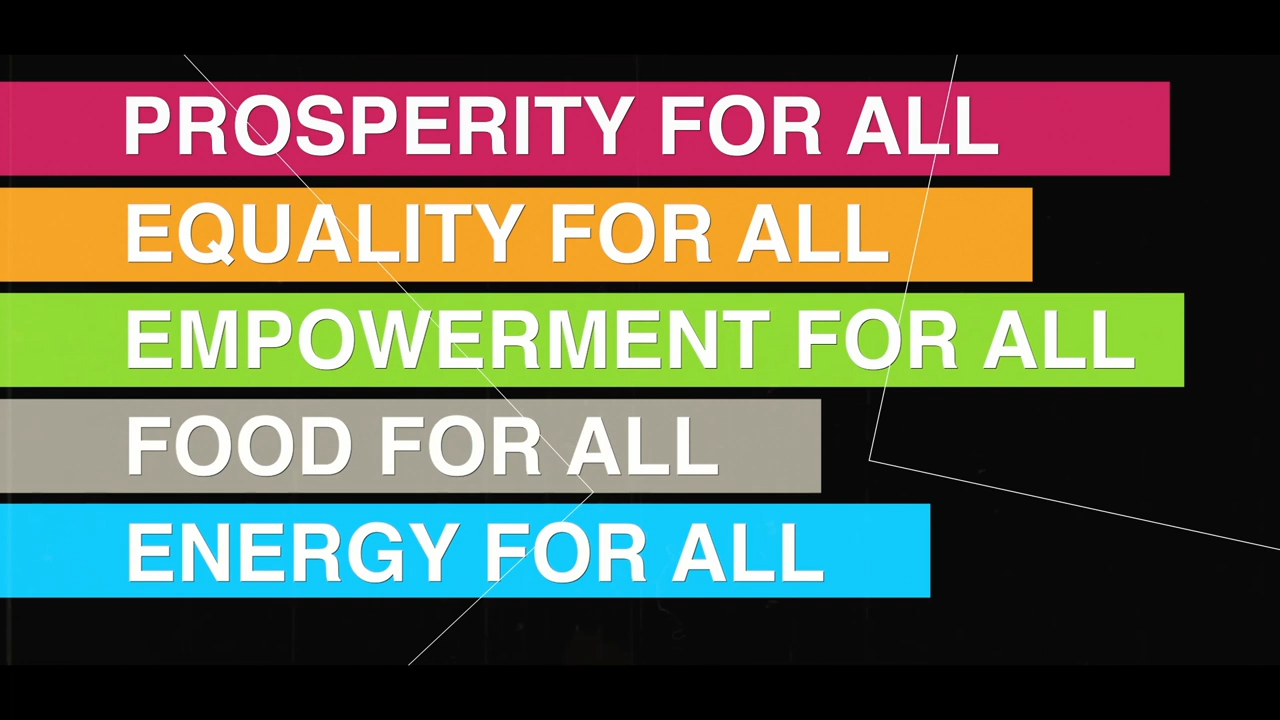 PROSPERITY FOR ALL
EQUALITY FOR ALL
EMPOWERMENT FOR ALL
FOOD FOR ALL
ENERGY FOR ALL